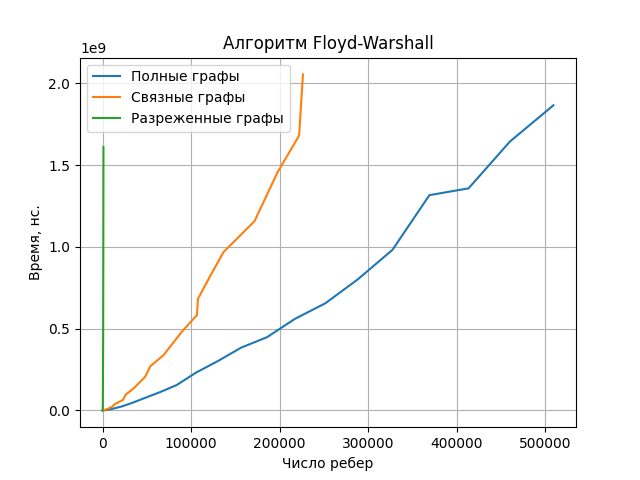 Алгоритм Floyd-Warshall
1e9
Полные графы
Связные графы
Разреженные графы
2.0
1.5
1.0
0.5
0.0
Время, нс.
0 100000 200000 300000 400000 500000
Число ребер